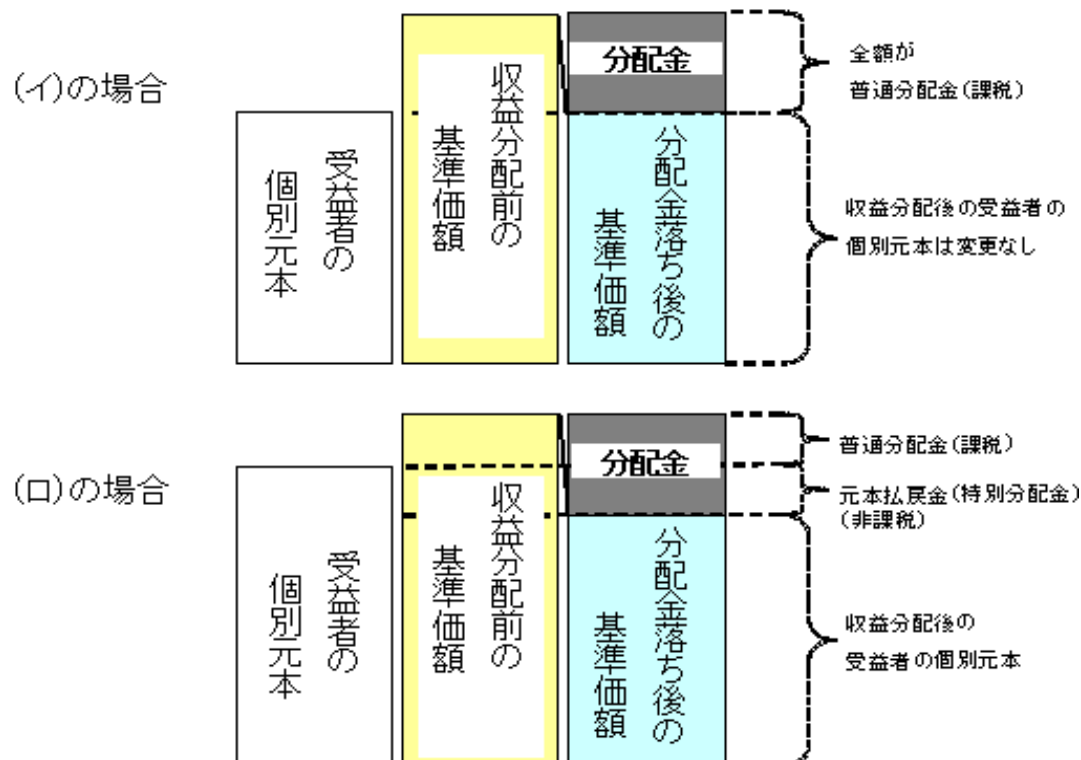 (イ)の場合
受益者の
個別元本
収益分配前の
基準価額
分配金
分配金落ち後の
基準価額
全額が
普通分配金(課税)
収益分配後の受益者の
個別元本は変更なし
(ロ)の場合
受益者の
個別元本
収益分配前の
基準価額
分配金
分配金落ち後の
基準価額
普通分配金(課税)
元本払戻金(特別分配金)
(非課税)
収益分配後の
受益者の個別元本